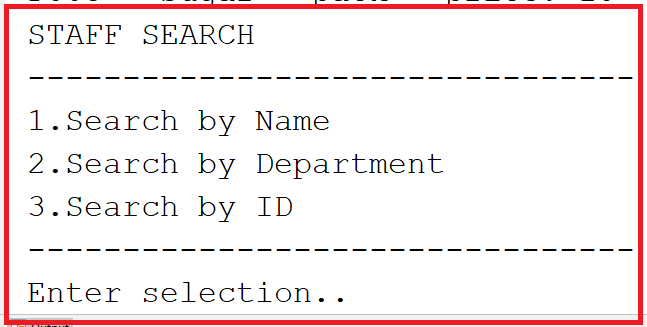 STAFF SEARCH
--------------------------------
1.Search by Name
2.Search by Department
3.Search by ID
--------------------------------
Enter selection..